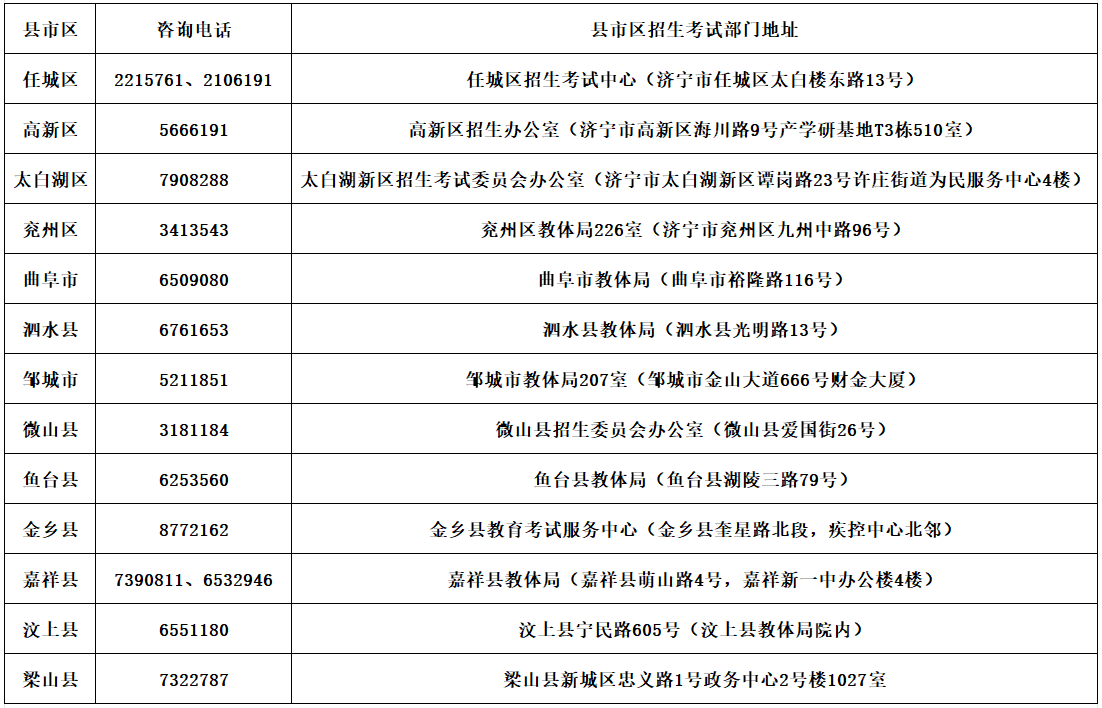 县市区 咨询电话 县市区招生考试部门地址
任城区 2215761、2106191 任城区招生考试中心（济宁市任城区太白楼东路13号）
高新区 5666191 高新区招生办公室（济宁市高新区海川路9号产学研基地T3栋510室）
太白湖区 7908288 太白湖新区招生考试委员会办公室（济宁市太白湖新区谭岗路23号许庄街道为民服务中心4楼）
兖州区 3413543 兖州区教体局226室（济宁市兖州区九州中路96号）
曲阜市 6509080 曲阜市教体局（曲阜市裕隆路116号）
泗水县 6761653 泗水县教体局（泗水县光明路13号）
邹城市 5211851 邹城市教体局207室（邹城市金山大道666号财金大厦）
微山县 3181184 微山县招生委员会办公室（微山县爱国街26号）
鱼台县 6253560 鱼台县教体局（鱼台县湖陵三路79号）
金乡县 8772162 金乡县教育考试服务中心（金乡县奎星路北段，疾控中心北邻）
嘉祥县 7390811、6532946 嘉祥县教体局（嘉祥县萌山路4号，嘉祥新一中办公楼4楼）
汶上县 6551180 汶上县宁民路605号（汶上县教体局院内）
梁山县 7322787 梁山县新城区忠义路1号政务中心2号楼1027室